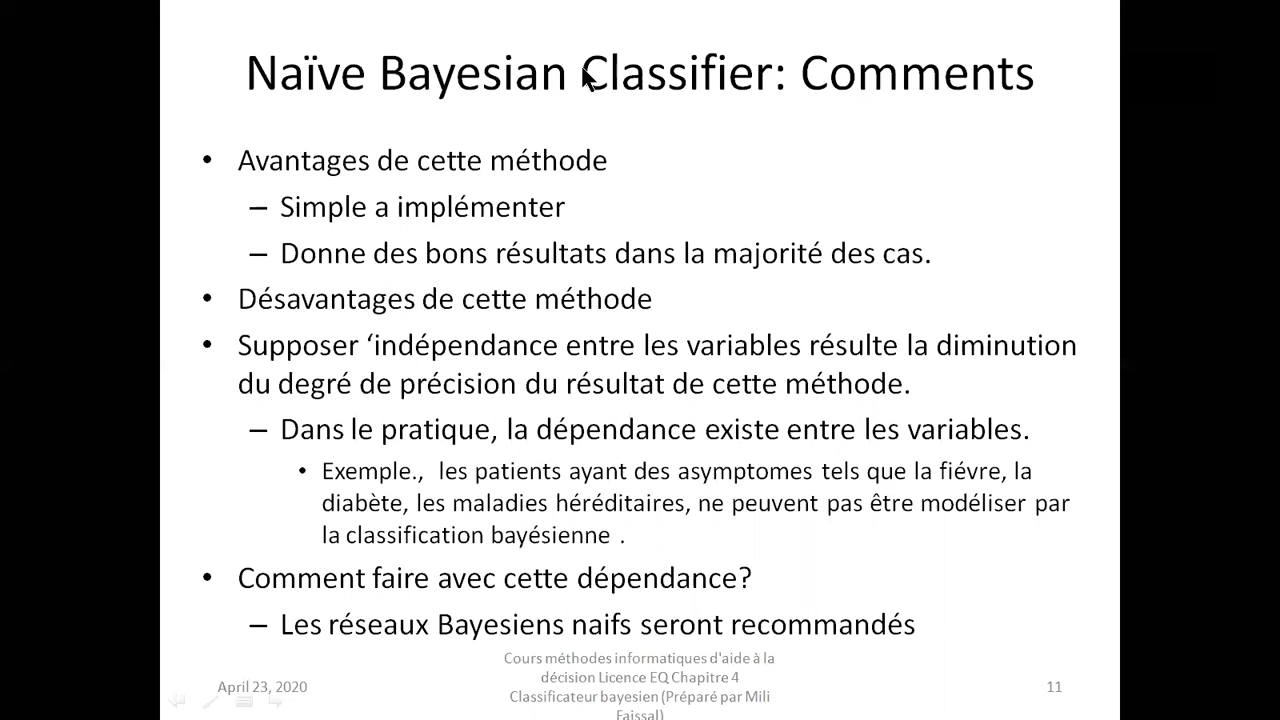 Naïve Bayesian Classifier: Comments
• Avantages de cette méthode
– Simple a implémenter
– Donne des bons résultats dans la majorité des cas.
• Désavantages de cette méthode
• Supposer ‘indépendance entre les variables résulte la diminution
du degré de précision du résultat de cette méthode.
– Dans le pratique, la dépendance existe entre les variables.
• Exemple., les patients ayant des asymptomes tels que la fiévre, la
diabète, les maladies héréditaires, ne peuvent pas être modéliser par
la classification bayésienne .
• Comment faire avec cette dépendance?
– Les réseaux Bayesiens naifs seront recommandés
April 23, 2020
Cours méthodes informatiques d'aide à la
décision Licence EQ Chapitre 4
Classificateur bayesien (Préparé par Mili
Faissal)
11